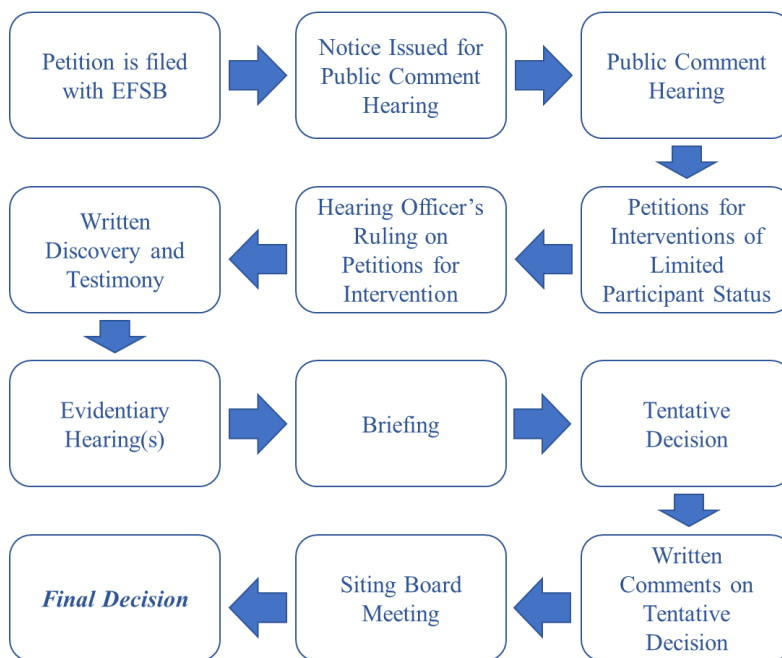 Petition is filed
with EFSB
Notice Issued for
Public Comment
Hearing
Public Comment
Hearing
Petitions for
Interventions of
Limited
Participant Status
Hearing Officer’s
Ruling on
Petitions for
Intervention
Written
Discovery and
Testimony
Evidentiary
Hearing(s)
Briefing
Tentative
Decision
Written
Comments on
Tentative
Decision
Siting Board
Meeting
Final Decision